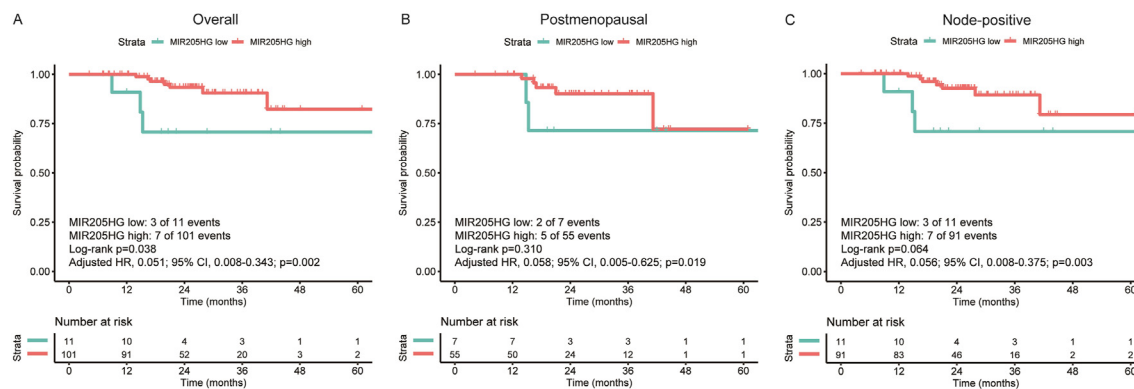 A
Overall
Strata MIR205HG low MIR205HG high
Survival probability
1.00
0.75
0.50
0.25
0.00
MIR205HG low: 3 of 11 events
MIR205HG high: 7 of 101 events
Log-rank p=0.038
Adjusted HR, 0.051; 95% CI, 0.008-0.343; p=0.002
0 12 24 36 48 60
Time (months)
Number at risk
Strata
11 10 4 3 1 1
101 91 52 20 3 2
0 12 24 36 48 60
Time (months)
B
Postmenopausal
Strata MIR205HG low MIR205HG high
Survival probability
1.00
0.75
0.50
0.25
0.00
MIR205HG low: 2 of 7 events
MIR205HG high: 5 of 55 events
Log-rank p=0.310
Adjusted HR, 0.058; 95% CI, 0.005-0.625; p=0.019
0 12 24 36 48 60
Time (months)
Number at risk
Strata
7 7 3 3 1 1
55 50 24 12 1 1
0 12 24 36 48 60
Time (months)
C
Node-positive
Strata MIR205HG low MIR205HG high
Survival probability
1.00
0.75
0.50
0.25
0.00
MIR205HG low: 3 of 11 events
MIR205HG high: 7 of 91 events
Log-rank p=0.064
Adjusted HR, 0.056; 95% CI, 0.008-0.375; p=0.003
0 12 24 36 48 60
Time (months)
Number at risk
Strata
11 10 4 3 1 1
91 83 46 16 2 2
0 12 24 36 48 60
Time (months)